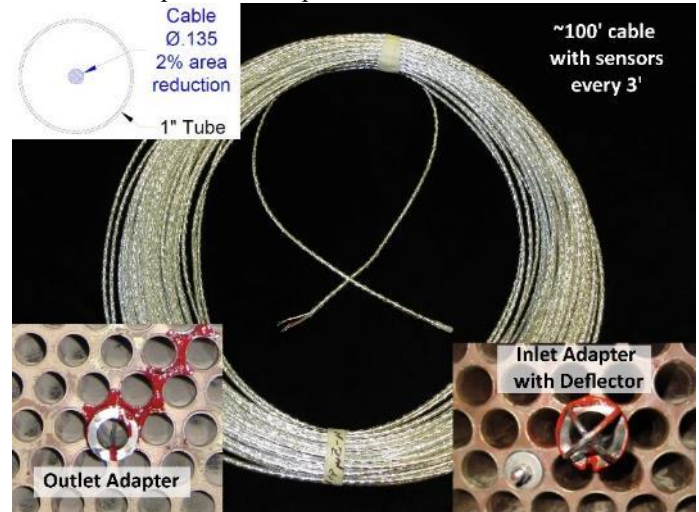 Cable
Ø.135
2% area
reduction
1" Tube
~100' cable
with sensors
every 3'
Outlet Adapter
Inlet Adapter
with Deflector